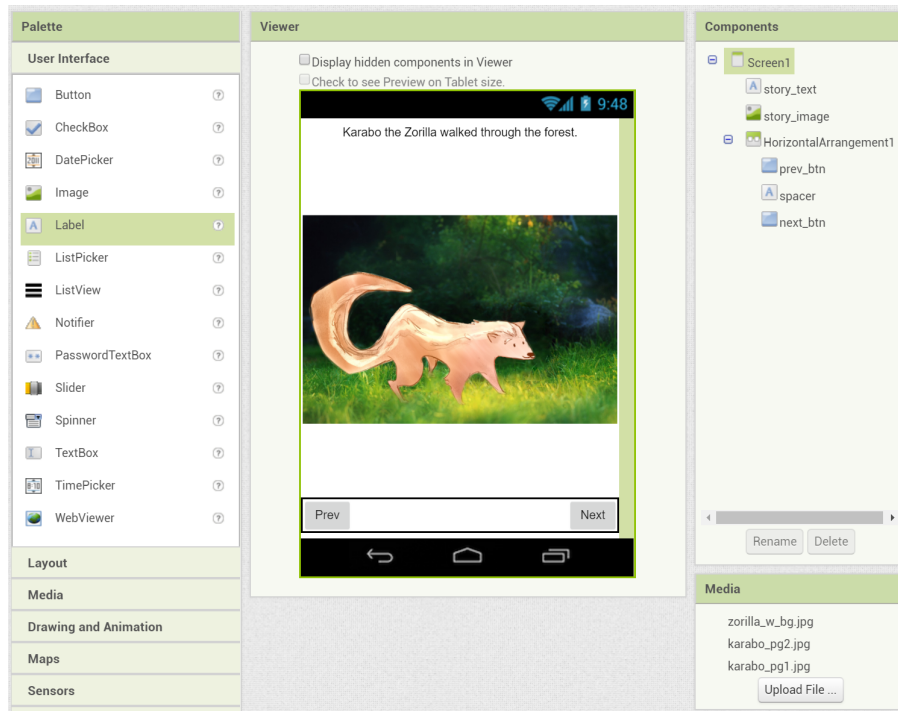 Palette
User Interface
Button
CheckBox
DatePicker
Image
Label
ListPicker
ListView
Notifier
PasswordTextBox
Slider
Spinner
TextBox
TimePicker
WebViewer
Layout
Media
Drawing and Animation
Maps
Sensors
Viewer
Display hidden components in Viewer
Check to see Preview on Tablet size.
9:48
Karabo the Zorilla walked through the forest.
Prev Next
Components
Screen1
story_text
story_image
HorizontalArrangement1
prev_btn
spacer
next_btn
Rename Delete
Media
zorilla_w_bg.jpg
karabo_pg2.jpg
karabo_pg1.jpg
Upload File ...